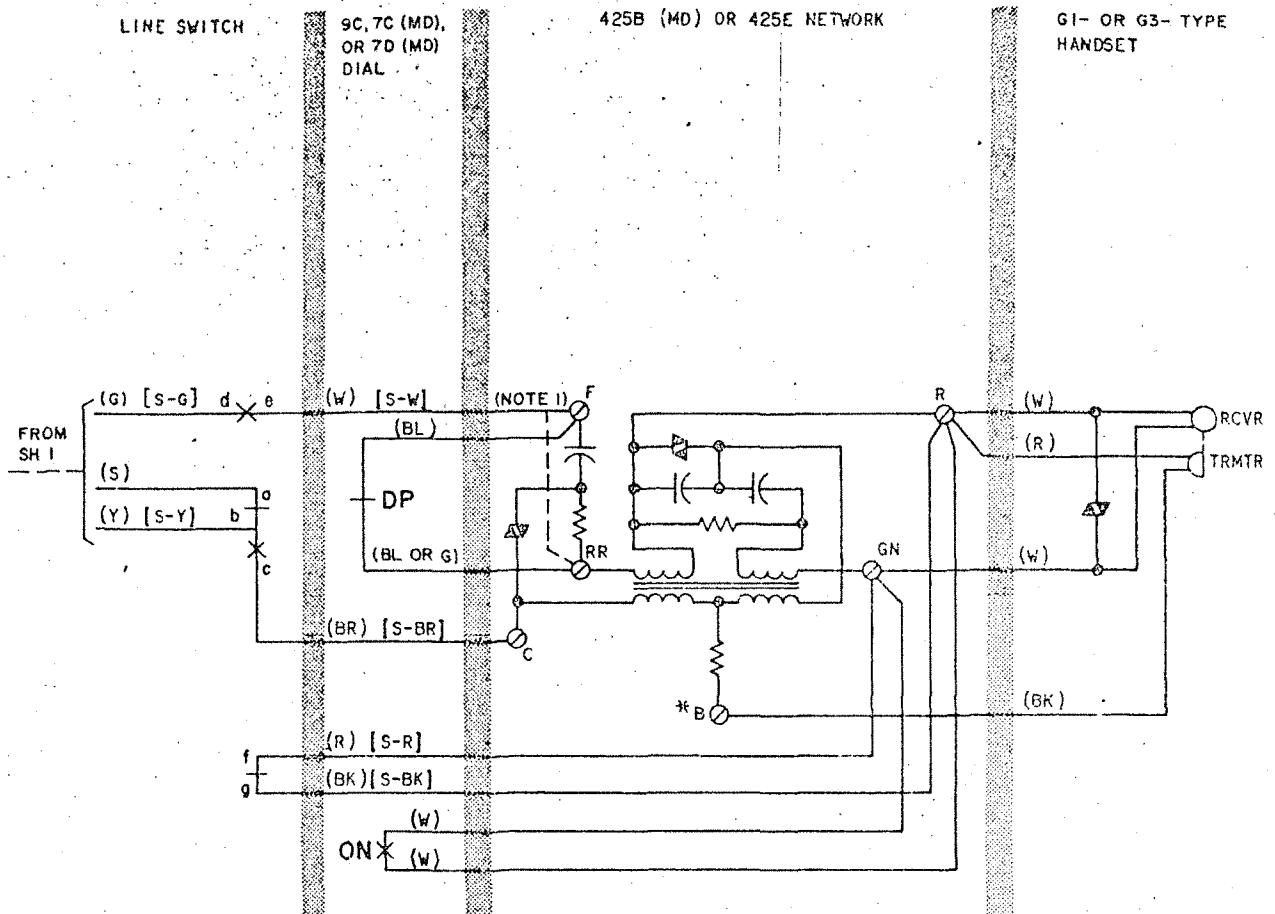 LINE SWITCH
9C, 7C (MD),
OR 7D (MD)
DIAL
425B (MD) OR 425E NETWORK
G1- OR G3- TYPE
HANDSET
(G) [S-G] d e
(W) [S-W]
(NOTE 1)
F
R
(W)
RCVR
(BL)
FROM
SH 1
(R)
TRMTR
(S)
a
DP
(Y) [S-Y] b
c
(BL OR G)
RR
GN
(W)
(BR) [S-BR]
C
*B
(BK)
f
(R) [S-R]
g
(BK) [S-BK]
(W)
ON
(W)